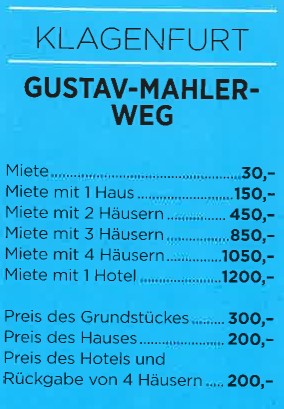 KLAGENFURT
GUSTAV-MAHLER-
WEG
Miete 30,–
Miete mit 1 Haus 150,–
Miete mit 2 Häusern 450,–
Miete mit 3 Häusern 850,–
Miete mit 4 Häusern 1050,–
Miete mit 1 Hotel 1200,–
Preis des Grundstückes 300,–
Preis des Hauses 200,–
Preis des Hotels und
Rückgabe von 4 Häusern 200,–